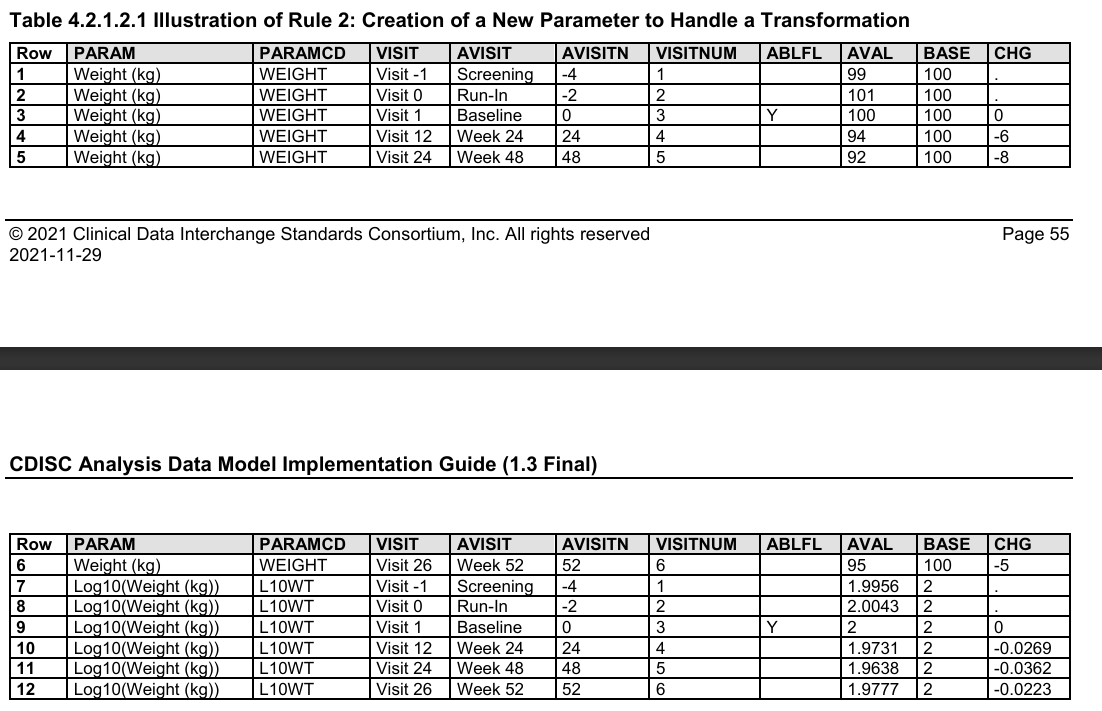 Table 4.2.1.2.1 Illustration of Rule 2: Creation of a New Parameter to Handle a Transformation
Row PARAM PARAMCD VISIT AVISIT AVISITN VISITNUM ABLFL AVAL BASE CHG
1 Weight (kg) WEIGHT Visit -1 Screening -4 1 99 100 .
2 Weight (kg) WEIGHT Visit 0 Run-In -2 2 101 100 .
3 Weight (kg) WEIGHT Visit 1 Baseline 0 3 Y 100 100 0
4 Weight (kg) WEIGHT Visit 12 Week 24 24 4 94 100 -6
5 Weight (kg) WEIGHT Visit 24 Week 48 48 5 92 100 -8
© 2021 Clinical Data Interchange Standards Consortium, Inc. All rights reserved Page 55
2021-11-29
CDISC Analysis Data Model Implementation Guide (1.3 Final)
Row PARAM PARAMCD VISIT AVISIT AVISITN VISITNUM ABLFL AVAL BASE CHG
6 Weight (kg) WEIGHT Visit 26 Week 52 52 6 95 100 -5
7 Log10(Weight (kg)) L10WT Visit -1 Screening -4 1 1.9956 2 .
8 Log10(Weight (kg)) L10WT Visit 0 Run-In -2 2 2.0043 2 .
9 Log10(Weight (kg)) L10WT Visit 1 Baseline 0 3 Y 2 2 0
10 Log10(Weight (kg)) L10WT Visit 12 Week 24 24 4 1.9731 2 -0.0269
11 Log10(Weight (kg)) L10WT Visit 24 Week 48 48 5 1.9638 2 -0.0362
12 Log10(Weight (kg)) L10WT Visit 26 Week 52 52 6 1.9777 2 -0.0223